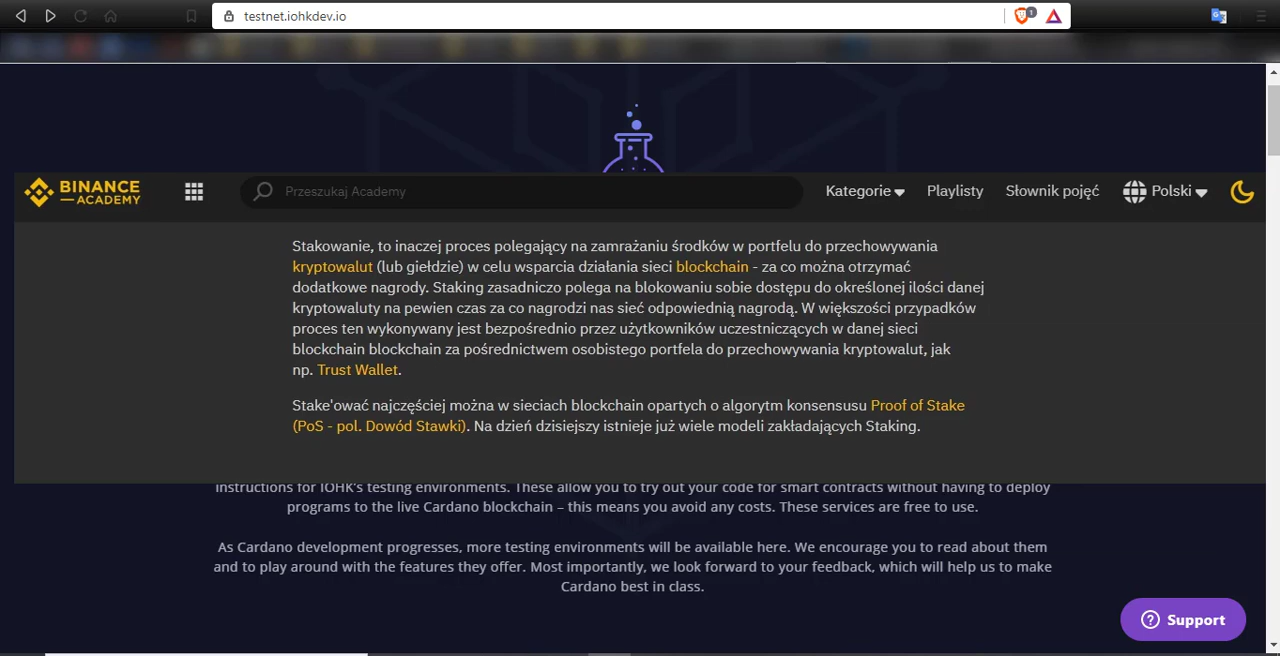 testnet.iohkdev.io
1
BINANCE
ACADEMY
Przeszukaj Academy
Kategorie
Playlisty
Słownik pojęć
Polski
Stakowanie, to inaczej proces polegający na zamrażaniu środków w portfelu do przechowywania
kryptowalut (lub giełdzie) w celu wsparcia działania sieci blockchain - za co można otrzymać
dodatkowe nagrody. Staking zasadniczo polega na blokowaniu sobie dostępu do określonej ilości danej
kryptowaluty na pewien czas za co nagrodzi nas sieć odpowiednią nagrodą. W większości przypadków
proces ten wykonywany jest bezpośrednio przez użytkowników uczestniczących w danej sieci
blockchain blockchain za pośrednictwem osobistego portfela do przechowywania kryptowalut, jak
np. Trust Wallet.
Stake'ować najczęściej można w sieciach blockchain opartych o algorytm konsensusu Proof of Stake
(PoS - pol. Dowód Stawki). Na dzień dzisiejszy istnieje już wiele modeli zakładających Staking.
instructions for IOHK's testing environments. These allow you to try out your code for smart contracts without having to deploy
programs to the live Cardano blockchain – this means you avoid any costs. These services are free to use.
As Cardano development progresses, more testing environments will be available here. We encourage you to read about them
and to play around with the features they offer. Most importantly, we look forward to your feedback, which will help us to make
Cardano best in class.
Support